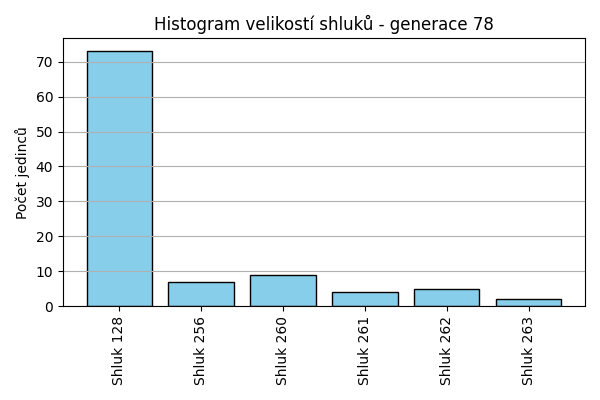 Histogram velikostí shluků - generace 78
Počet jedinců
70
60
50
40
30
20
10
0
Shluk 128
Shluk 256
Shluk 260
Shluk 261
Shluk 262
Shluk 263